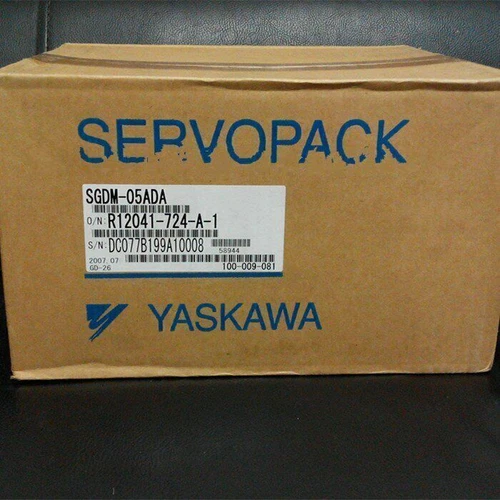 SERVOPACK
SGDM-05ADA
O/N: R12041-724-A-1
S/N: DC077B199A10008
58944
2007.07
GD-26
100-009-081
YASKAWA